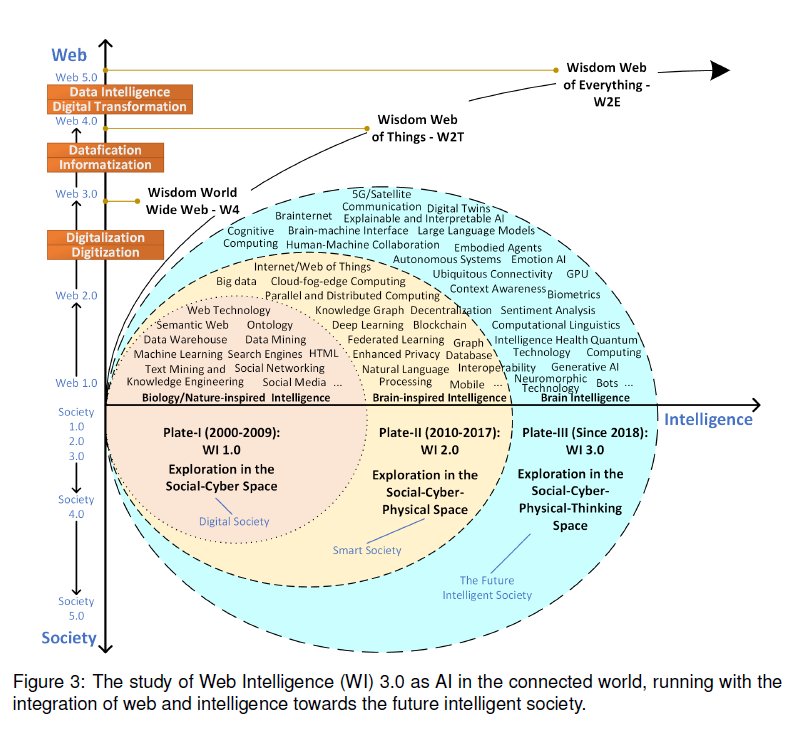 Web
Web 5.0
Data Intelligence
Digital Transformation
Web 4.0
Datafication
Informatization
Web 3.0
Digitalization
Digitization
Web 2.0
Web 1.0
Wisdom Web
of Everything -
W2E
Wisdom Web
of Things - W2T
Wisdom World
Wide Web - W4
5G/Satellite
Communication
Digital Twins
Brainternet
Explainable and Interpretable AI
Cognitive
Computing
Brain-machine Interface
Large Language Models
Human-Machine Collaboration
Embodied Agents
Autonomous Systems
Emotion AI
Ubiquitous Connectivity
GPU
Context Awareness
Biometrics
Sentiment Analysis
Computational Linguistics
Intelligence Health
Technology
Quantum
Computing
Generative AI
Neuromorphic
Technology
Bots ...
Brain Intelligence
Internet/Web of Things
Big data
Cloud-fog-edge Computing
Parallel and Distributed Computing
Knowledge Graph
Decentralization
Deep Learning
Blockchain
Federated Learning
Graph
Database
Enhanced Privacy
Natural Language
Processing
Interoperability
Mobile ...
Brain-inspired Intelligence
Web Technology
Semantic Web
Ontology
Data Warehouse
Data Mining
Machine Learning
Search Engines
HTML
Text Mining and
Knowledge Engineering
Social Networking
Social Media ...
Biology/Nature-inspired Intelligence
Intelligence
Society
1.0
2.0
3.0
Society
4.0
Society
5.0
Society
Plate-I (2000-2009):
WI 1.0
Exploration in the
Social-Cyber Space
Digital Society
Plate-II (2010-2017):
WI 2.0
Exploration in the
Social-Cyber-
Physical Space
Smart Society
Plate-III (Since 2018):
WI 3.0
Exploration in the
Social-Cyber-
Physical-Thinking
Space
The Future
Intelligent Society
Figure 3: The study of Web Intelligence (WI) 3.0 as AI in the connected world, running with the
integration of web and intelligence towards the future intelligent society.